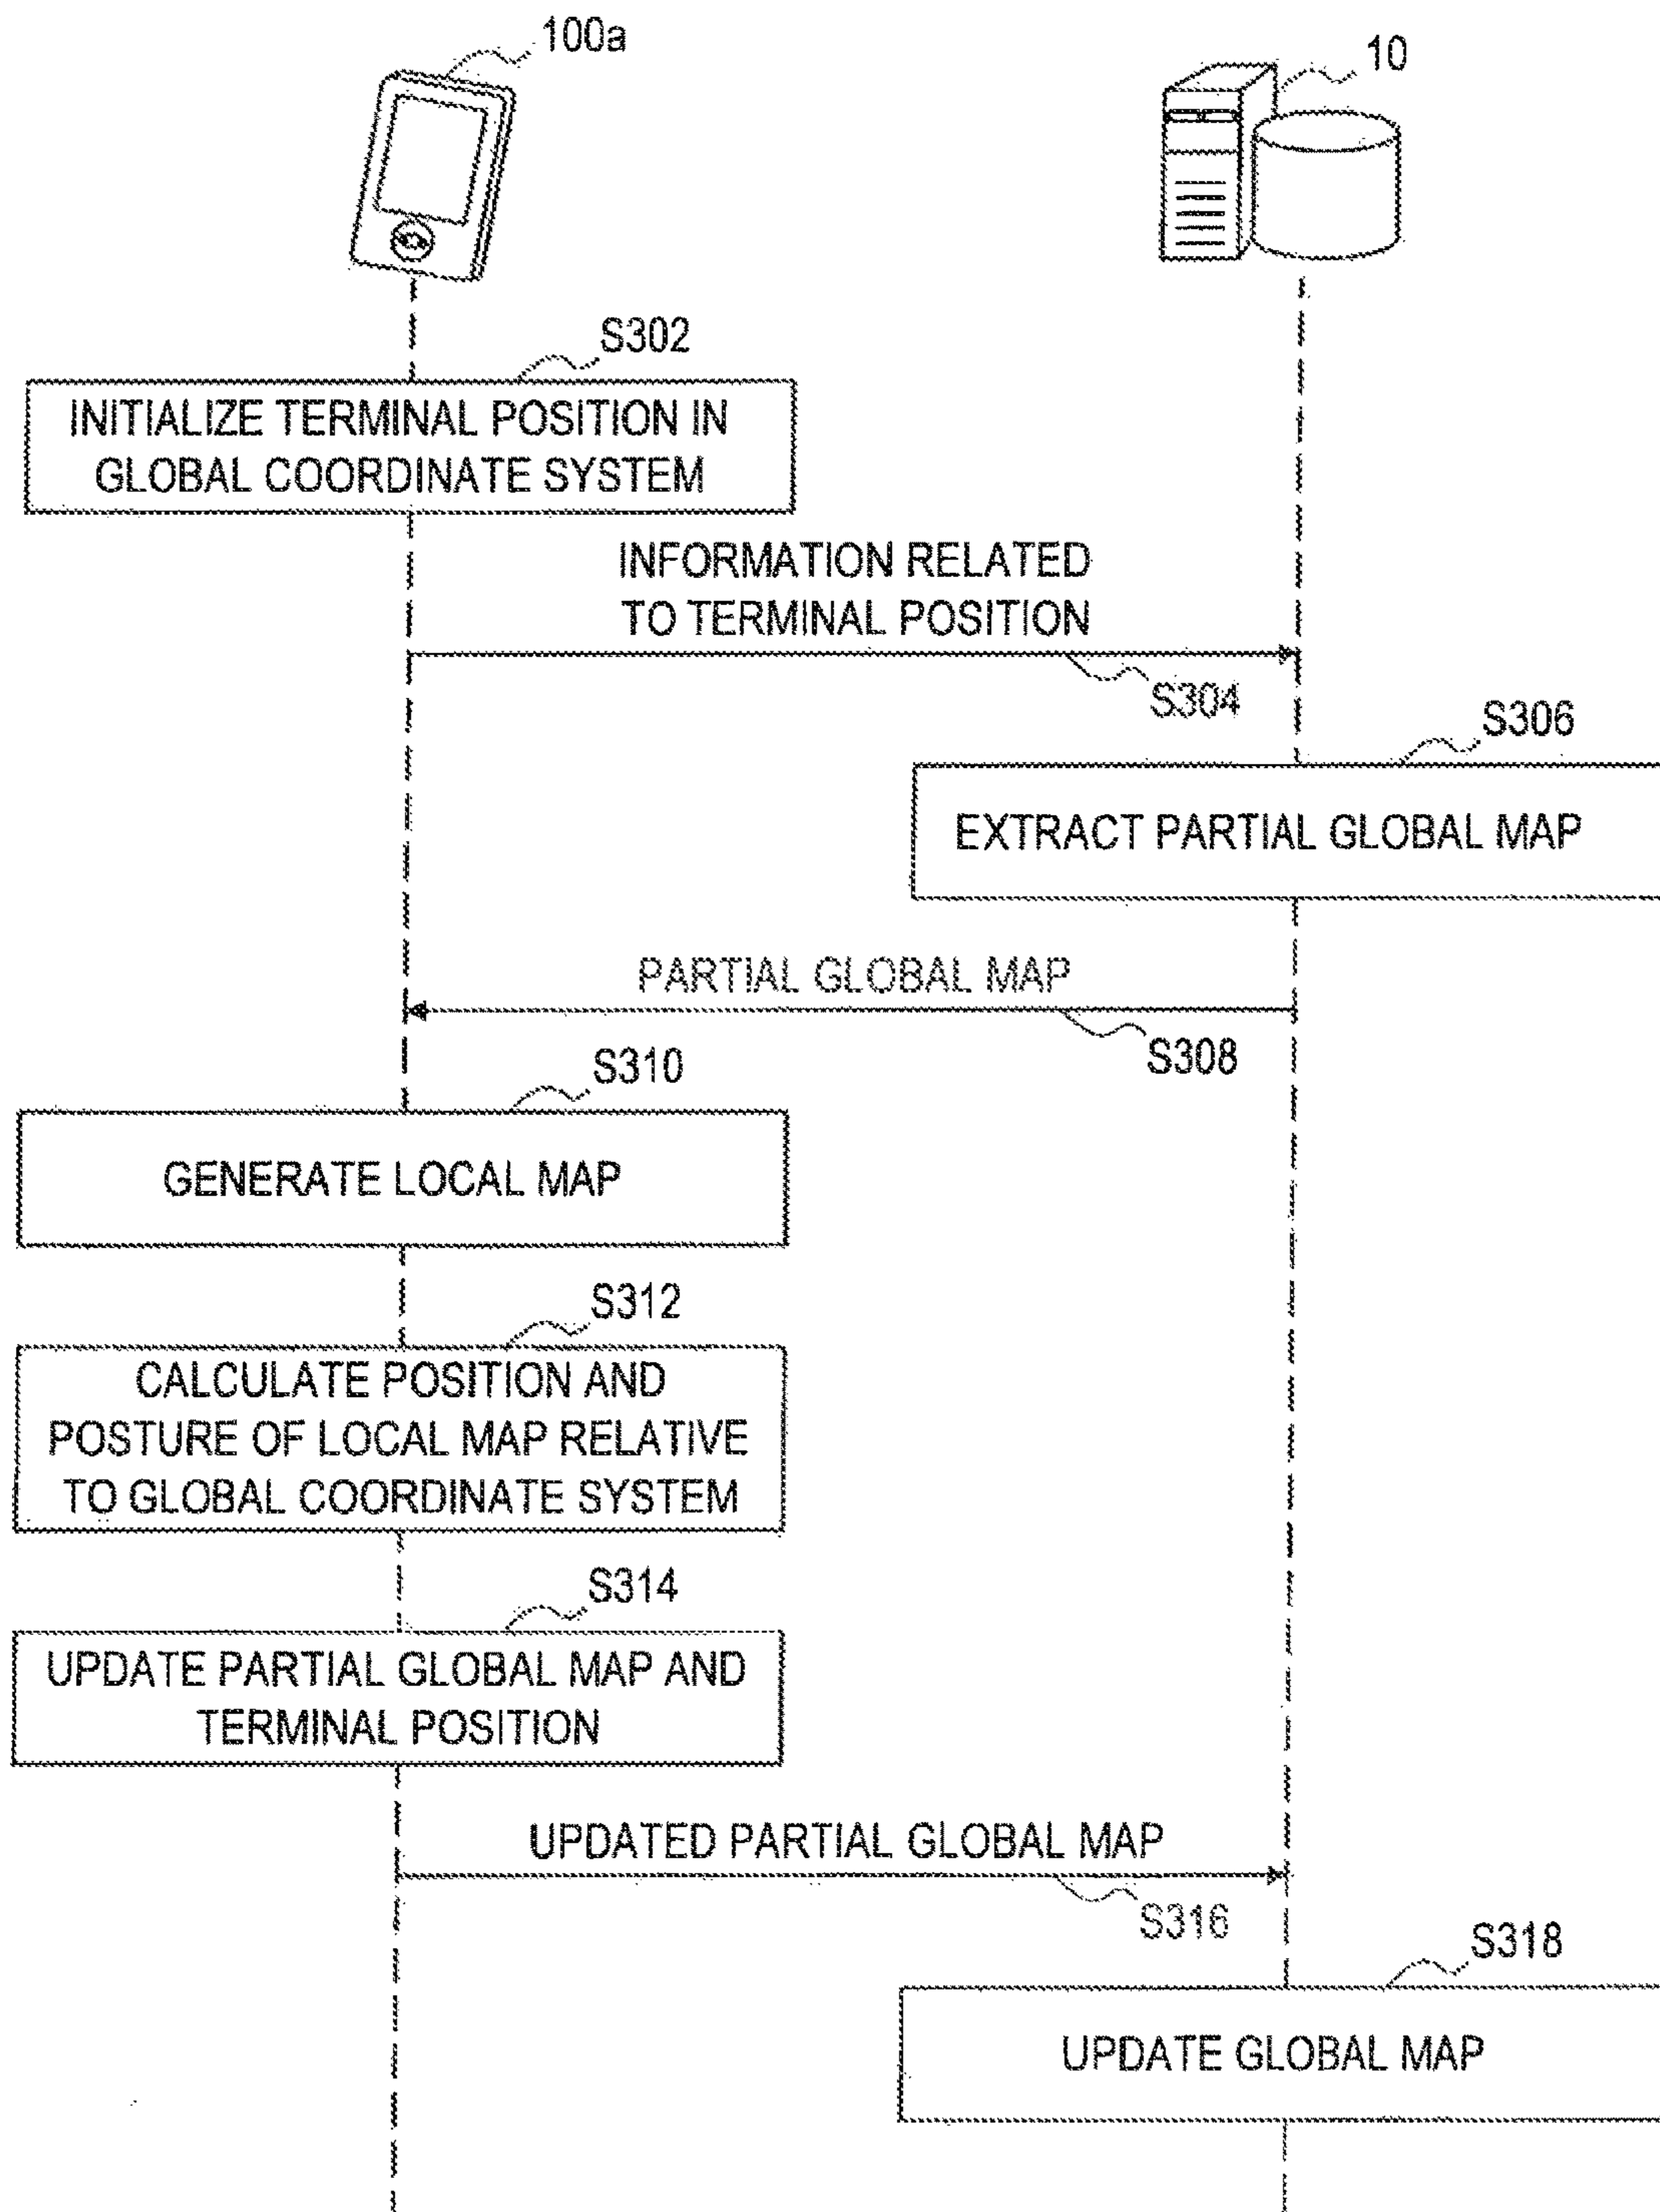 100a
10
S302
INITIALIZE TERMINAL POSITION IN
GLOBAL COORDINATE SYSTEM
INFORMATION RELATED
TO TERMINAL POSITION
S304
S306
EXTRACT PARTIAL GLOBAL MAP
PARTIAL GLOBAL MAP
S308
S310
GENERATE LOCAL MAP
S312
CALCULATE POSITION AND
POSTURE OF LOCAL MAP RELATIVE
TO GLOBAL COORDINATE SYSTEM
S314
UPDATE PARTIAL GLOBAL MAP AND
TERMINAL POSITION
UPDATED PARTIAL GLOBAL MAP
S316
S318
UPDATE GLOBAL MAP